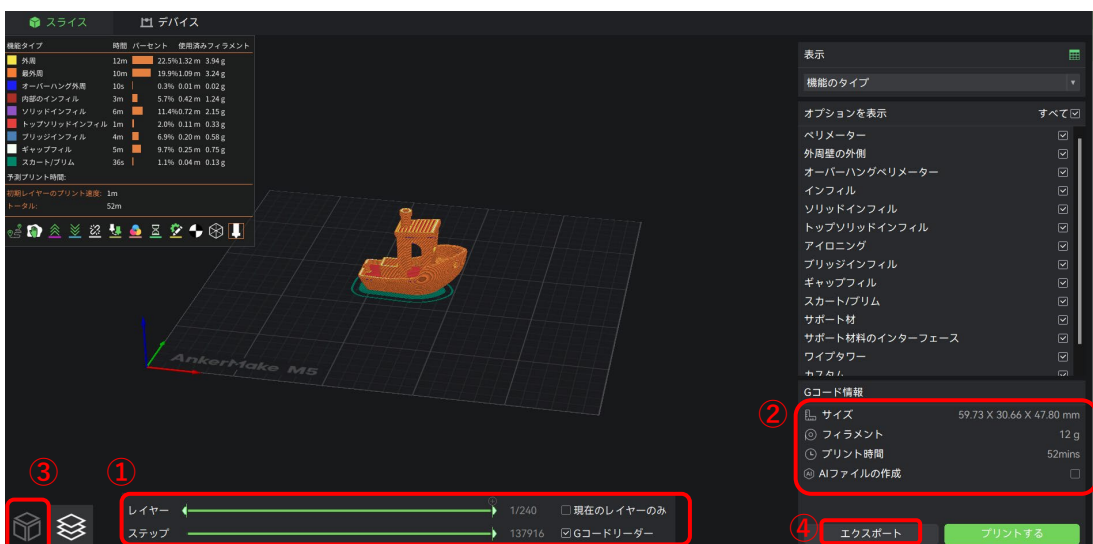 スライス デバイス
機能タイプ 時間 パーセント 使用済みフィラメント
外周 12m 22.5% 1.32 m 3.94 g
最外周 10m 19.9% 1.09 m 3.24 g
オーバーハング外周 10s 0.3% 0.01 m 0.02 g
内部のインフィル 3m 5.7% 0.42 m 1.24 g
ソリッドインフィル 6m 11.4% 0.72 m 2.15 g
トップソリッドインフィル 1m 2.0% 0.11 m 0.33 g
ブリッジインフィル 4m 6.9% 0.20 m 0.58 g
ギャップフィル 5m 9.7% 0.25 m 0.75 g
スカート/ブリム 36s 1.1% 0.04 m 0.13 g
予測プリント時間:
初期レイヤーのプリント速度: 1m
トータル: 52m
AnkerMake M5
表示
機能のタイプ
オプションを表示 すべて
ペリメーター
外周壁の外側
オーバーハングペリメーター
インフィル
ソリッドインフィル
トップソリッドインフィル
アイロニング
ブリッジインフィル
ギャップフィル
スカート/ブリム
サポート材
サポート材料のインターフェース
ワイプタワー
カスタム
Gコード情報
②
サイズ 59.73 X 30.66 X 47.80 mm
フィラメント 12 g
プリント時間 52mins
AIファイルの作成
③ ①
レイヤー 1/240 現在のレイヤーのみ
ステップ 137916 Gコードリーダー
④ エクスポート プリントする